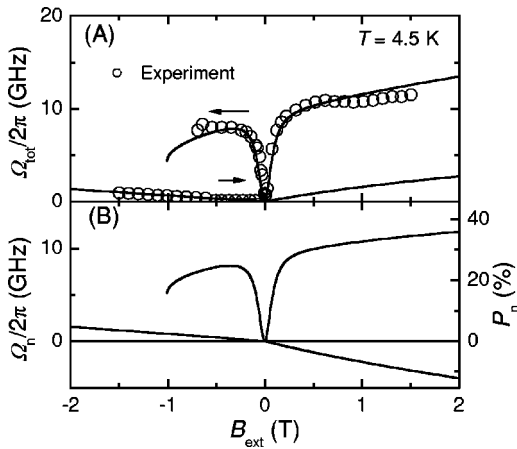 20
(A)
T = 4.5 K
Experiment
10
0
Ω_tot/2π (GHz)
(B)
40
10
20
0
0
Ω_n/2π (GHz)
P_n (%)
-2 -1 0 1 2
B_ext (T)